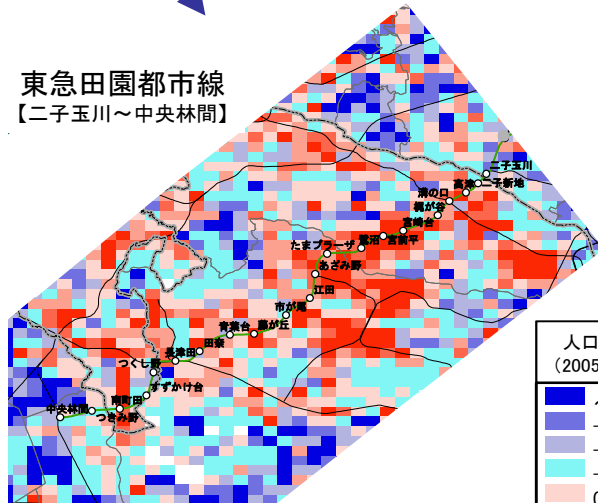 東急田園都市線
【二子玉川～中央林間】
二子玉川
二子新地
高津
溝の口
梶が谷
宮崎台
宮前平
鷺沼
たまプラーザ
あざみ野
江田
市が尾
藤が丘
青葉台
田奈
長津田
つくし野
すずかけ台
南町田
つきみ野
中央林間
人口
（2005